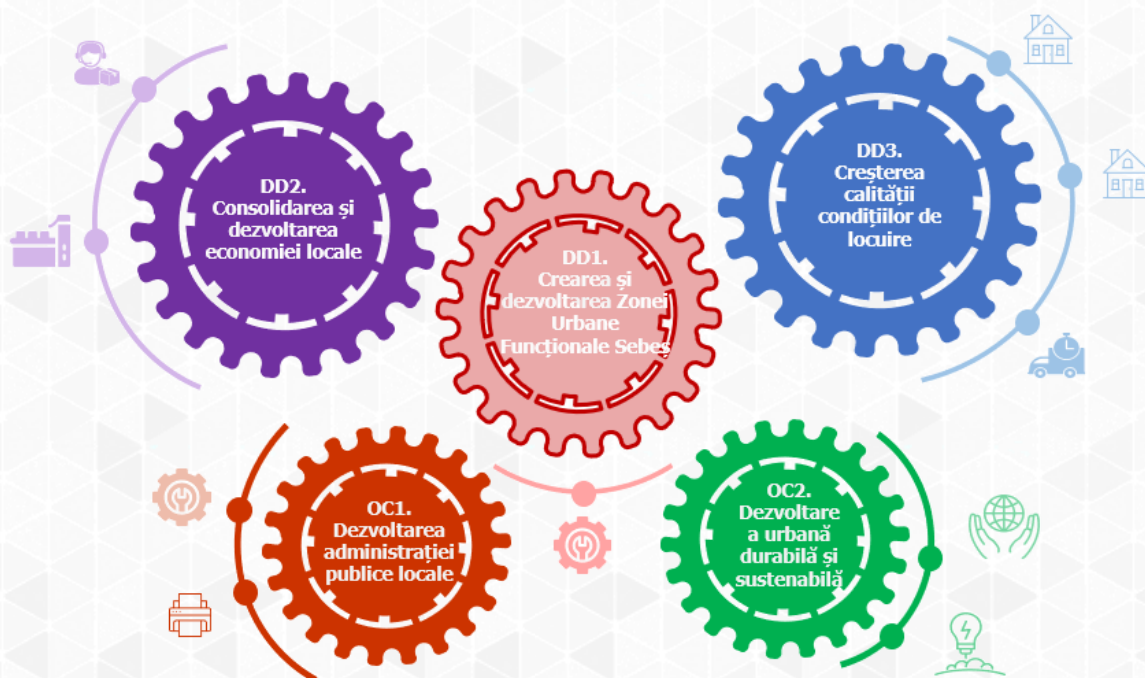 DD2.
Consolidarea și
dezvoltarea
economiei locale
DD3.
Creșterea
calității
condițiilor de
locuire
DD1.
Crearea și
dezvoltarea Zonei
Urbane
Funcționale Sebeș
OC1.
Dezvoltarea
administrației
publice locale
OC2.
Dezvoltare
a urbană
durabilă și
sustenabilă